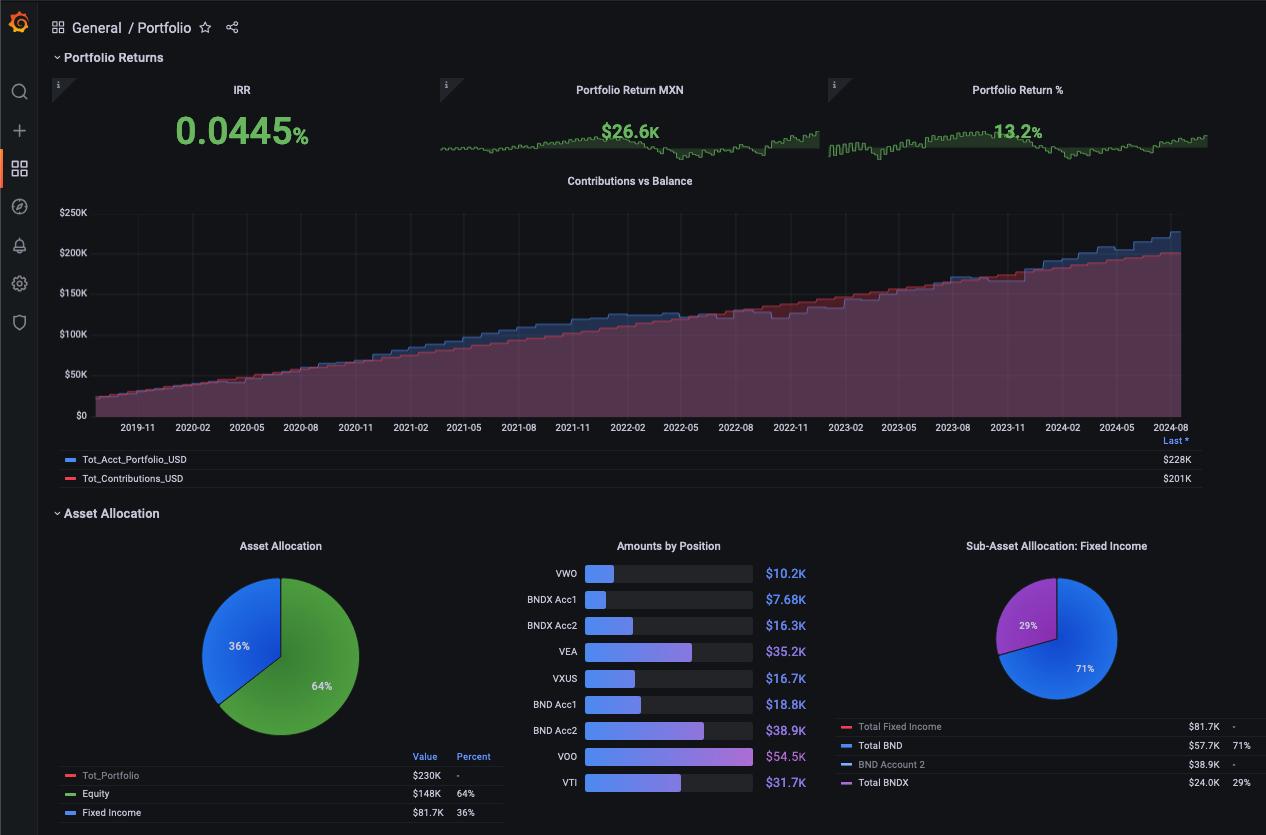 General / Portfolio
Portfolio Returns
i
IRR
0.0445%
i
Portfolio Return MXN
$26.6K
i
Portfolio Return %
13.2%
Contributions vs Balance
$250K
$200K
$150K
$100K
$50K
$0
2019-11 2020-02 2020-05 2020-08 2020-11 2021-02 2021-05 2021-08 2021-11 2022-02 2022-05 2022-08 2022-11 2023-02 2023-05 2023-08 2023-11 2024-02 2024-05 2024-08
Last *
Tot_Acct_Portfolio_USD $228K
Tot_Contributions_USD $201K
Asset Allocation
Asset Allocation
36%
64%
Value Percent
Tot_Portfolio $230K -
Equity $148K 64%
Fixed Income $81.7K 36%
Amounts by Position
VWO $10.2K
BNDX Acc1 $7.68K
BNDX Acc2 $16.3K
VEA $35.2K
VXUS $16.7K
BND Acc1 $18.8K
BND Acc2 $38.9K
VOO $54.5K
VTI $31.7K
Sub-Asset Alllocation: Fixed Income
29%
71%
Total Fixed Income $81.7K -
Total BND $57.7K 71%
BND Account 2 $38.9K -
Total BNDX $24.0K 29%